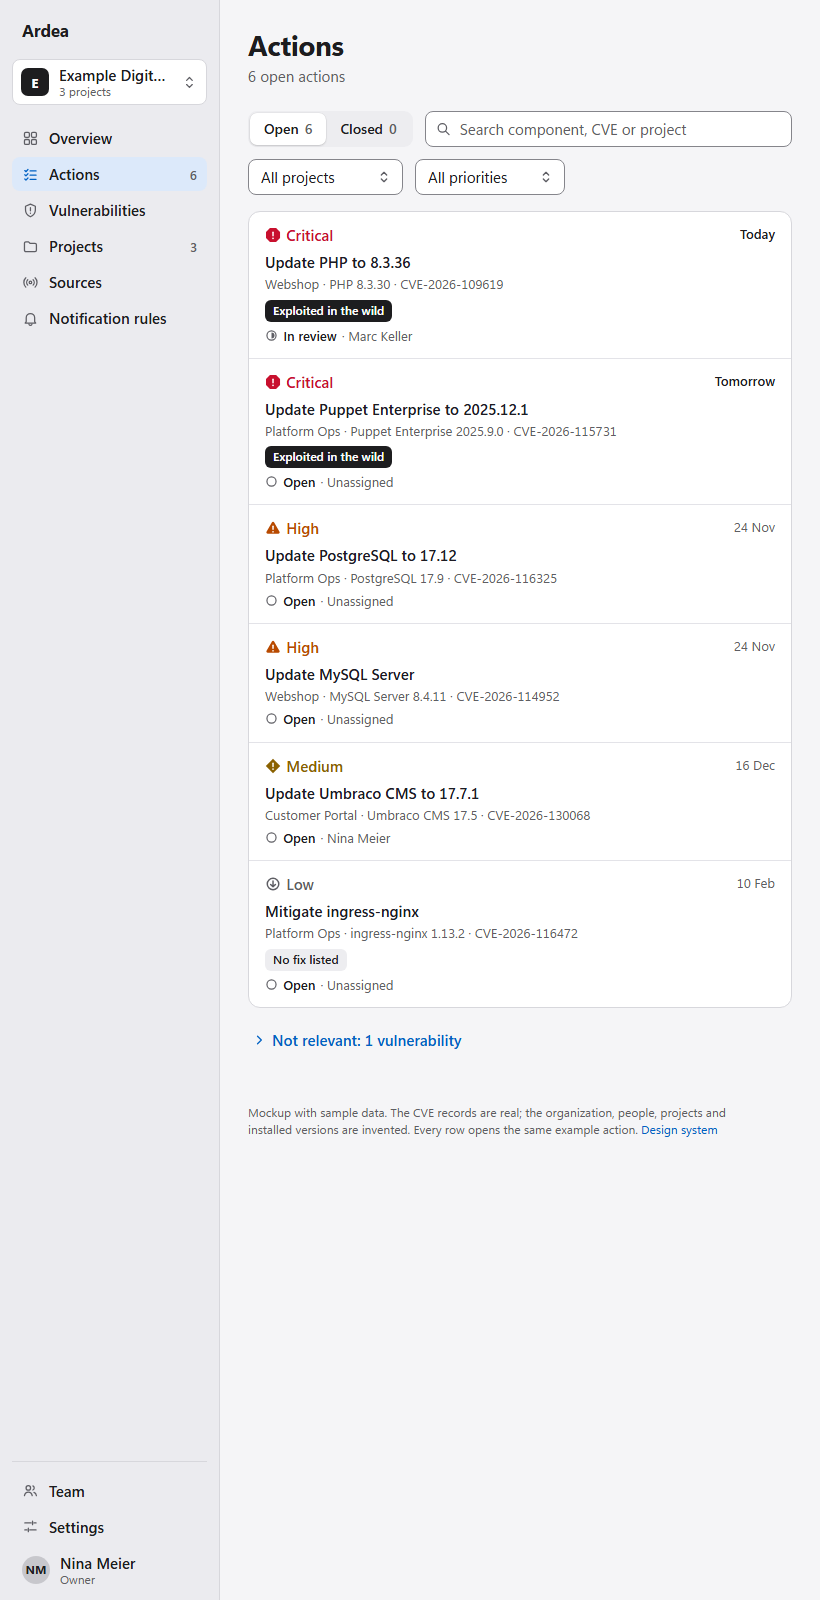 Ardea
E
Example Digit...
3 projects
Overview
Actions 6
Vulnerabilities
Projects 3
Sources
Notification rules
Actions
6 open actions
Open 6
Closed 0
Search component, CVE or project
All projects
All priorities
Critical
Today
Update PHP to 8.3.36
Webshop · PHP 8.3.30 · CVE-2026-109619
Exploited in the wild
In review · Marc Keller
Critical
Tomorrow
Update Puppet Enterprise to 2025.12.1
Platform Ops · Puppet Enterprise 2025.9.0 · CVE-2026-115731
Exploited in the wild
Open · Unassigned
High
24 Nov
Update PostgreSQL to 17.12
Platform Ops · PostgreSQL 17.9 · CVE-2026-116325
Open · Unassigned
High
24 Nov
Update MySQL Server
Webshop · MySQL Server 8.4.11 · CVE-2026-114952
Open · Unassigned
Medium
16 Dec
Update Umbraco CMS to 17.7.1
Customer Portal · Umbraco CMS 17.5 · CVE-2026-130068
Open · Nina Meier
Low
10 Feb
Mitigate ingress-nginx
Platform Ops · ingress-nginx 1.13.2 · CVE-2026-116472
No fix listed
Open · Unassigned
Not relevant: 1 vulnerability
Mockup with sample data. The CVE records are real; the organization, people, projects and
installed versions are invented. Every row opens the same example action. Design system
Team
Settings
NM
Nina Meier
Owner